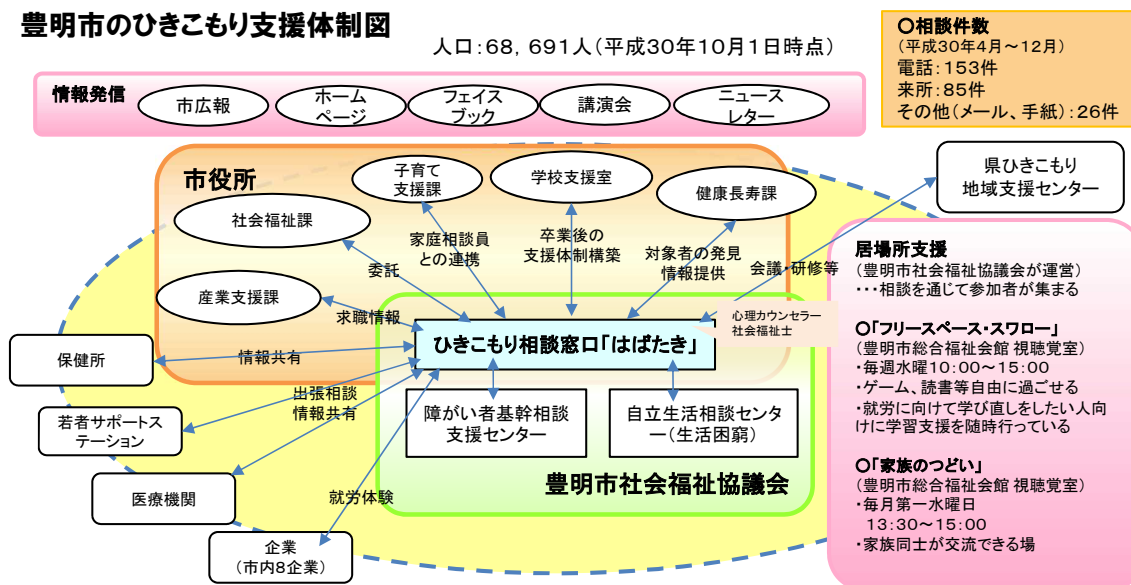 豊明市のひきこもり支援体制図
人口:68,691人(平成30年10月1日時点)
〇相談件数
(平成30年4月~12月)
電話:153件
来所:85件
その他(メール、手紙):26件
情報発信
市広報
ホーム
ページ
フェイス
ブック
講演会
ニュース
レター
市役所
子育て
支援課
学校支援室
健康長寿課
社会福祉課
産業支援課
県ひきこもり
地域支援センター
家庭相談員
との連携
卒業後の
支援体制構築
対象者の発見
情報提供
会議・研修等
委託
求職情報
心理カウンセラー
社会福祉士
ひきこもり相談窓口「はばたき」
保健所
情報共有
出張相談
情報共有
若者サポートス
テーション
医療機関
就労体験
企業
(市内8企業)
障がい者基幹相談
支援センター
自立生活相談センタ
ー(生活困窮)
豊明市社会福祉協議会
居場所支援
(豊明市社会福祉協議会が運営)
・・・相談を通じて参加者が集まる
〇「フリースペース・スワロー」
(豊明市総合福祉会館 視聴覚室)
・毎週水曜10:00~15:00
・ゲーム、読書等自由に過ごせる
・就労に向けて学び直しをしたい人向
けに学習支援を随時行っている
〇「家族のつどい」
(豊明市総合福祉会館 視聴覚室)
・毎月第一水曜日
13:30~15:00
・家族同士が交流できる場